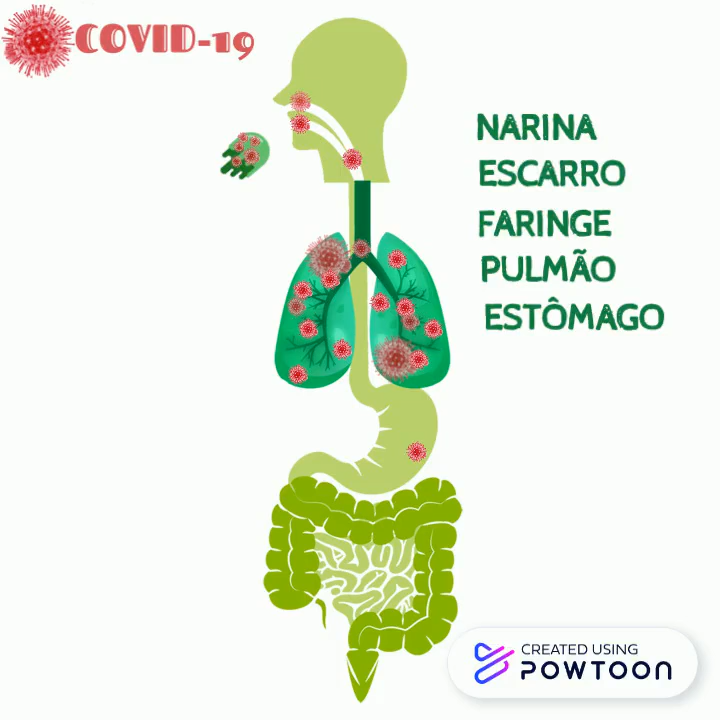 COVID-19
NARINA
ESCARRO
FARINGE
PULMÃO
ESTÔMAGO
CREATED USING
POWTOON